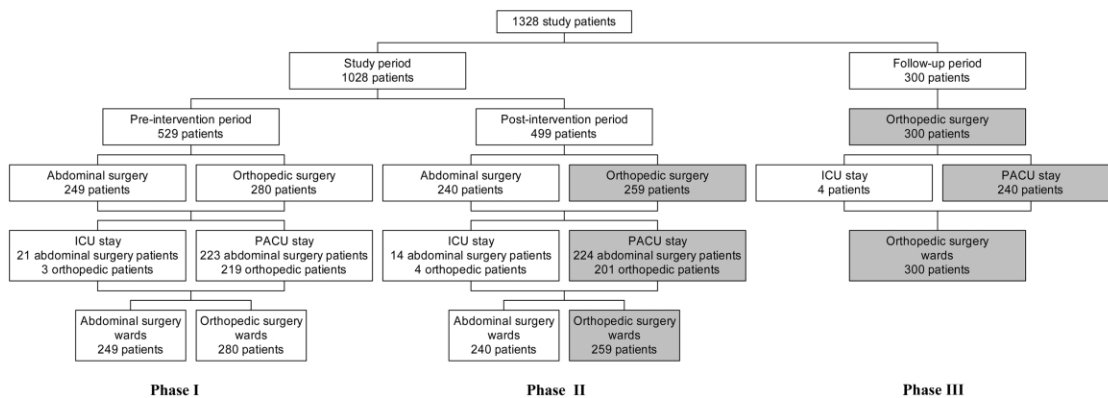 1328 study patients
Study period
1028 patients
Follow-up period
300 patients
Pre-intervention period
529 patients
Post-intervention period
499 patients
Orthopedic surgery
300 patients
Abdominal surgery
249 patients
Orthopedic surgery
280 patients
Abdominal surgery
240 patients
Orthopedic surgery
259 patients
ICU stay
4 patients
PACU stay
240 patients
ICU stay
21 abdominal surgery patients
3 orthopedic patients
PACU stay
223 abdominal surgery patients
219 orthopedic patients
ICU stay
14 abdominal surgery patients
4 orthopedic patients
PACU stay
224 abdominal surgery patients
201 orthopedic patients
Orthopedic surgery
wards
300 patients
Abdominal surgery
wards
249 patients
Orthopedic surgery
wards
280 patients
Abdominal surgery
wards
240 patients
Orthopedic surgery
wards
259 patients
Phase I
Phase II
Phase III